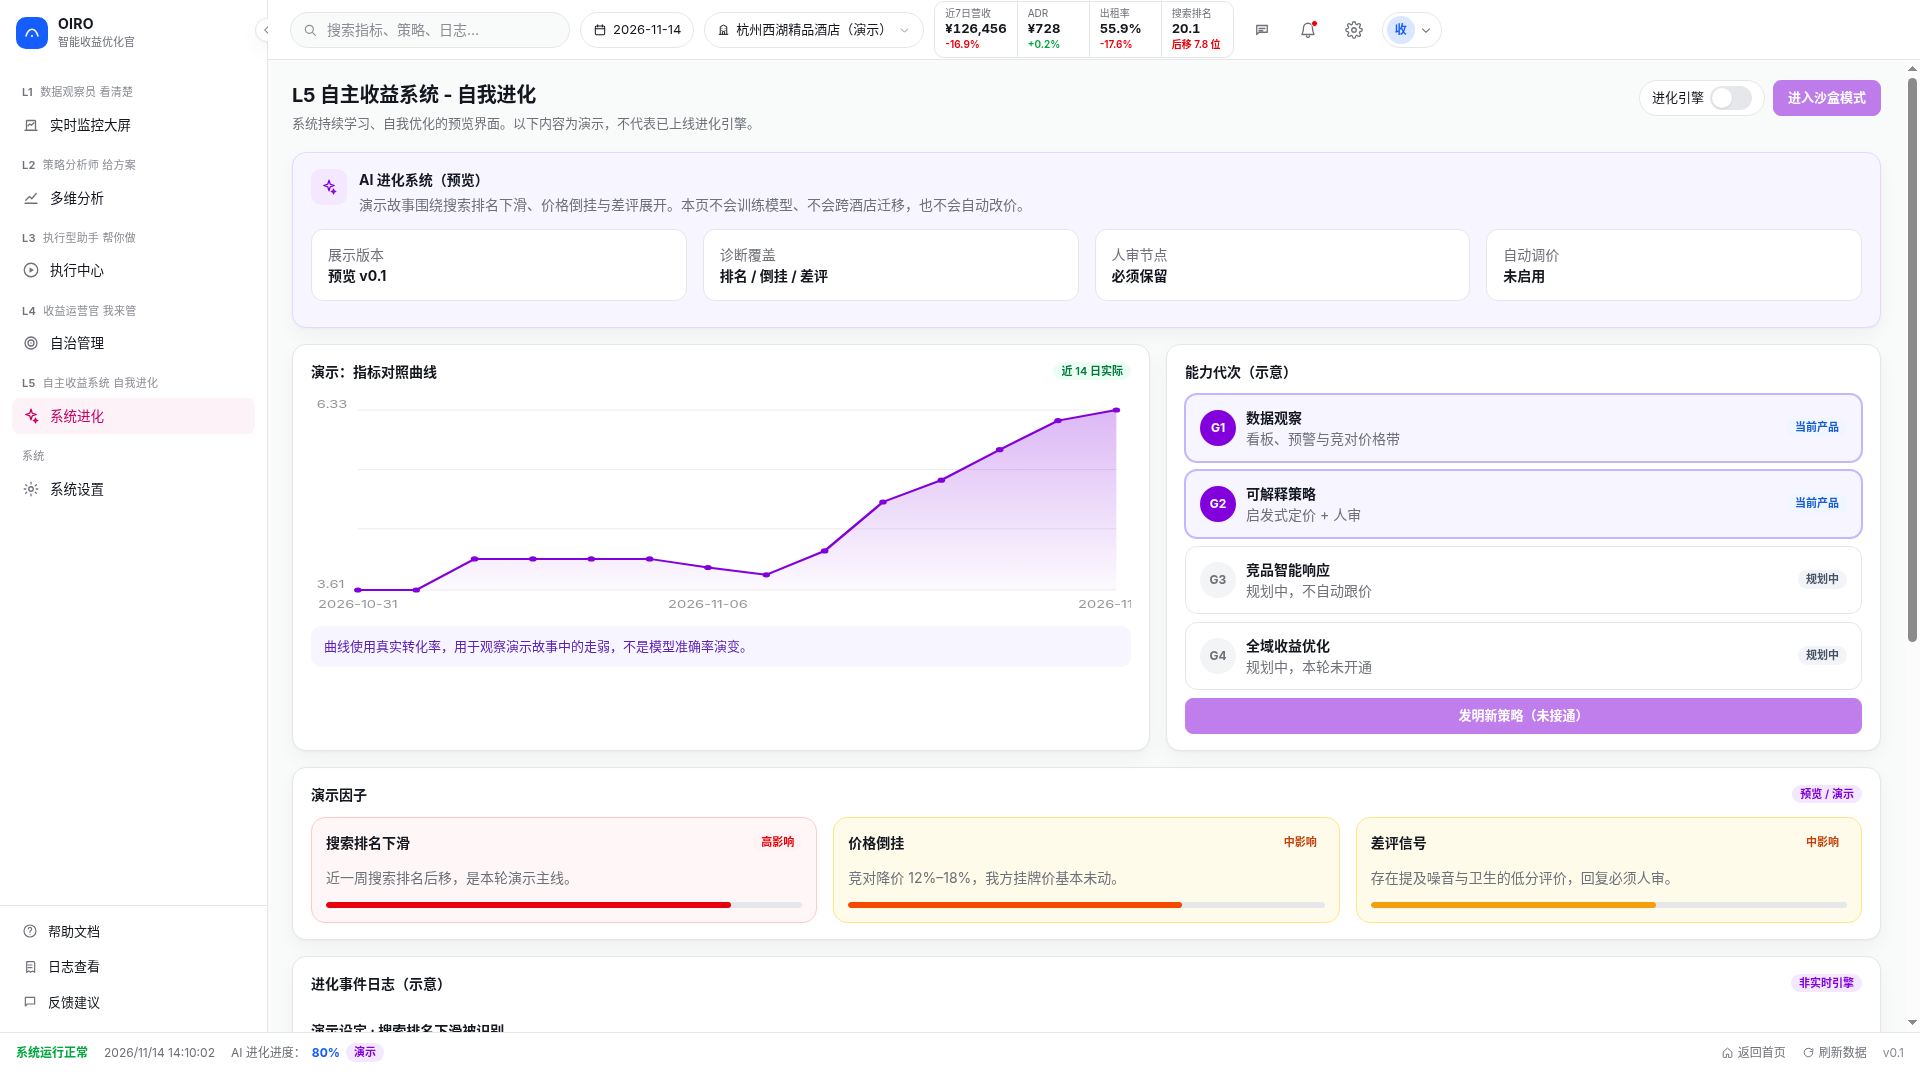 OIRO
智能收益优化官
搜索指标、策略、日志...
2026-11-14
杭州西湖精品酒店（演示）
近7日营收
¥126,456
-16.9%
ADR
¥728
+0.2%
出租率
55.9%
-17.6%
搜索排名
20.1
后移 7.8 位
收
L1 数据观察员 看清楚
实时监控大屏
L2 策略分析师 给方案
多维分析
L3 执行型助手 帮你做
执行中心
L4 收益运营官 我来管
自治管理
L5 自主收益系统 自我进化
系统进化
系统
系统设置
帮助文档
日志查看
反馈建议
L5 自主收益系统 - 自我进化
系统持续学习、自我优化的预览界面。以下内容为演示，不代表已上线进化引擎。
进化引擎
进入沙盒模式
AI 进化系统（预览）
演示故事围绕搜索排名下滑、价格倒挂与差评展开。本页不会训练模型、不会跨酒店迁移，也不会自动改价。
展示版本
预览 v0.1
诊断覆盖
排名 / 倒挂 / 差评
人审节点
必须保留
自动调价
未启用
演示：指标对照曲线
近 14 日实际
6.33
3.61
2026-10-31
2026-11-06
2026-11
曲线使用真实转化率，用于观察演示故事中的走弱，不是模型准确率演变。
能力代次（示意）
G1
数据观察
看板、预警与竞对价格带
当前产品
G2
可解释策略
启发式定价 + 人审
当前产品
G3
竞品智能响应
规划中，不自动跟价
规划中
G4
全域收益优化
规划中，本轮未开通
规划中
发明新策略（未接通）
演示因子
预览 / 演示
搜索排名下滑
高影响
近一周搜索排名后移，是本轮演示主线。
价格倒挂
中影响
竞对降价 12%–18%，我方挂牌价基本未动。
差评信号
中影响
存在提及噪音与卫生的低分评价，回复必须人审。
进化事件日志（示意）
非实时引擎
演示设定 · 搜索排名下滑被识别
系统运行正常
2026/11/14 14:10:02
AI 进化进度：
80%
演示
返回首页
刷新数据
v0.1